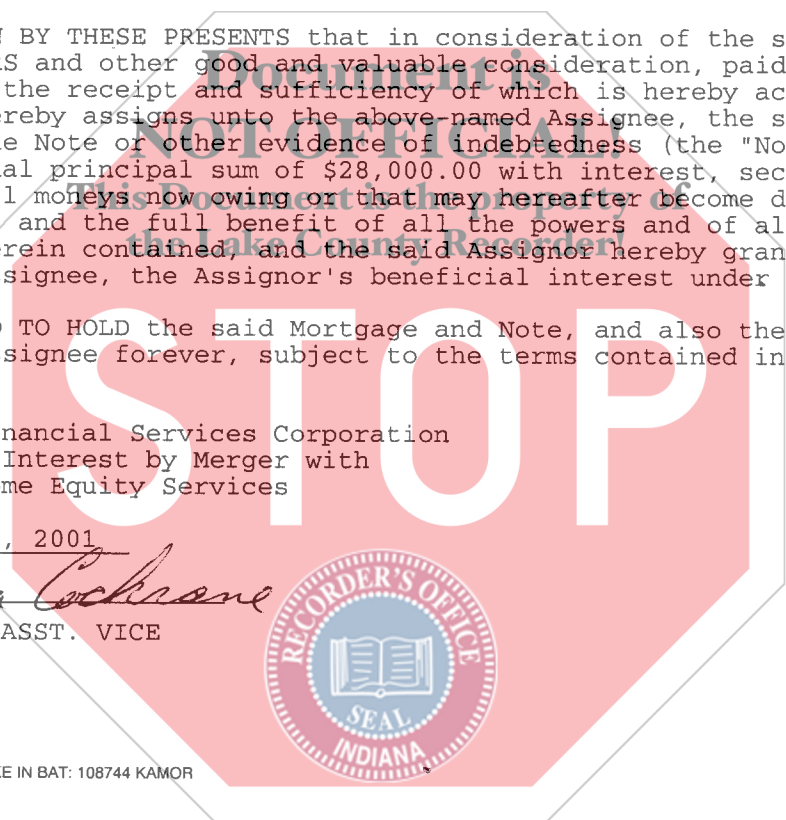 BY THESE PRESENTS that in consideration of the s
RS and other good and valuable consideration, paid
the receipt and sufficiency of which is hereby ac
ereby assigns unto the above-named Assignee, the s
e Note or other evidence of indebtedness (the "No
al principal sum of $28,000.00 with interest, sec
l moneys now owing or that may hereafter become d
and the full benefit of all the powers and of al
erein contained, and the said Assignor hereby gran
signee, the Assignor's beneficial interest under
Document is
NOT OFFICIAL!
This Document is the property of
the Lake County Recorder!
TO HOLD the said Mortgage and Note, and also the
ssignee forever, subject to the terms contained in
STOP
nancial Services Corporation
Interest by Merger with
me Equity Services
, 2001
Cochrane
ASST. VICE
RECORDER'S OFFICE
SEAL
INDIANA
E IN BAT: 108744 KAMOR